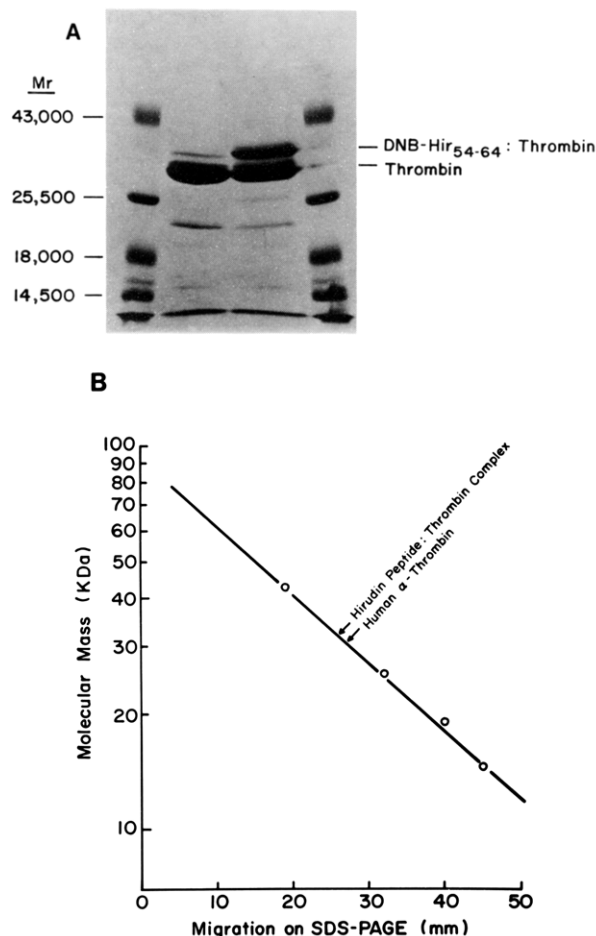 A
Mr
43,000
DNB-Hir54-64 : Thrombin
Thrombin
25,500
18,000
14,500
B
100
90
80
70
60
50
40
30
20
10
Molecular Mass (KDa)
Hirudin Peptide: Thrombin Complex
Human α-Thrombin
0 10 20 30 40 50
Migration on SDS-PAGE (mm)